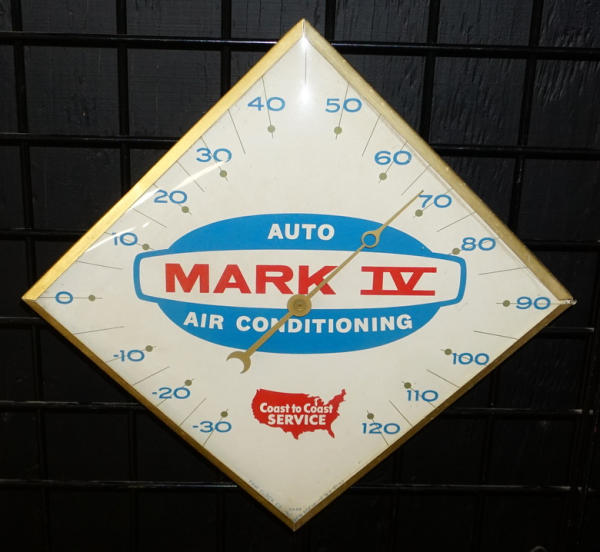 40 50
30 60
20 70
10 80
0 90
-10 100
-20 110
-30 120
AUTO
MARK IV
AIR CONDITIONING
Coast to Coast
SERVICE